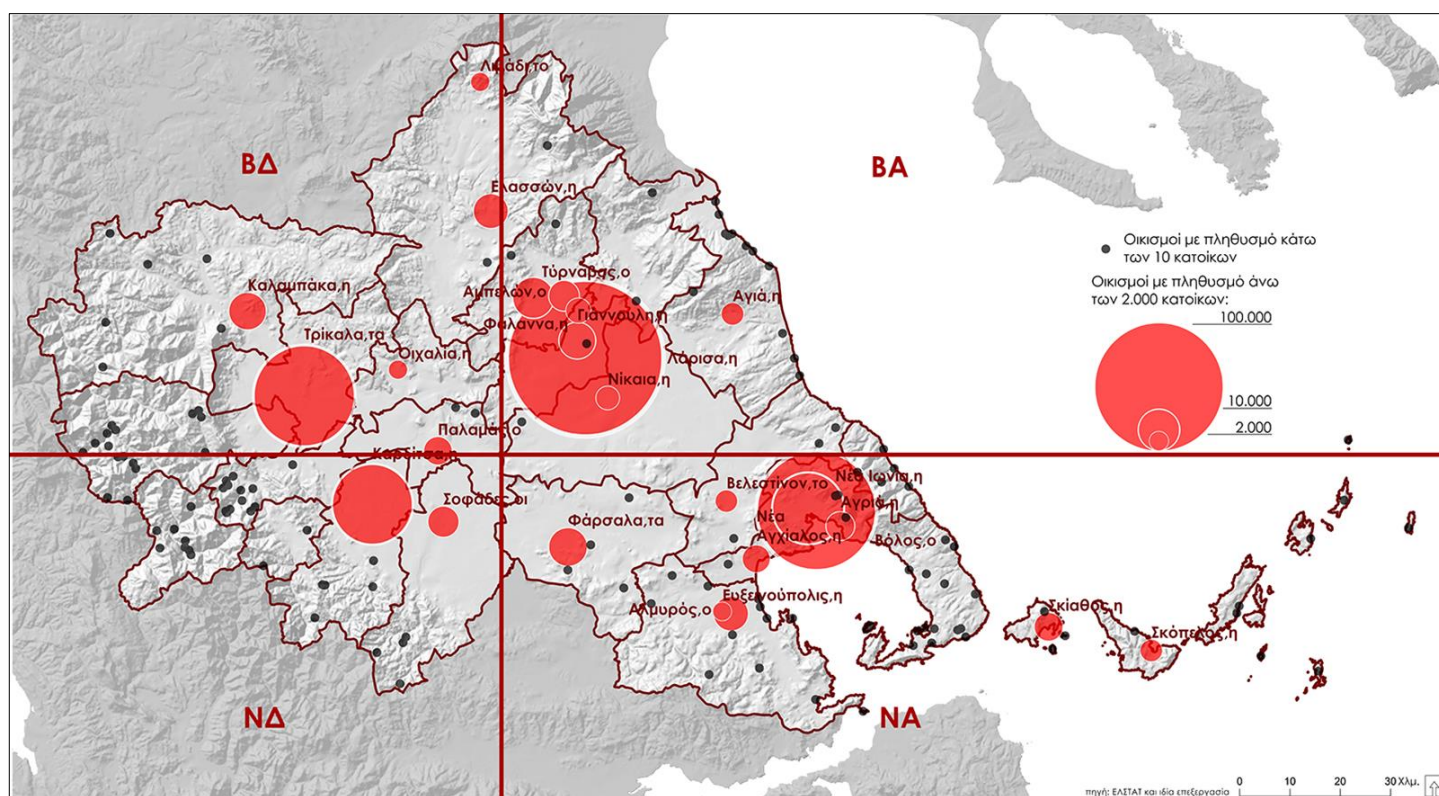 Λιβάδι,το
ΒΔ
ΒΑ
Ελασσών,η
Οικισμοί με πληθυσμό κάτω
των 10 κατοίκων
Τύρναβος,ο
Οικισμοί με πληθυσμό άνω
των 2.000 κατοίκων:
Καλαμπάκα,η
Αμπελών,ο
Αγιά,η
Γιάννουλη,η
100.000
Τρίκαλα,τα
Φαλάννα,η
Οιχαλία,η
Λάρισα,η
Νίκαια,η
10.000
2.000
Παλαμάς,ο
Καρδίτσα,η
Βελεστίνον,το
Νέα Ιωνία,η
Σοφάδες,οι
Αγριά,η
Φάρσαλα,τα
Νέα
Αγχίαλος,η
Βόλος,ο
Ευξεινούπολις,η
Αλμυρός,ο
Σκίαθος,η
Σκόπελος,η
ΝΔ
ΝΑ
πηγή: ΕΛΣΤΑΤ και ιδία επεξεργασία
0 10 20 30 Χλμ.